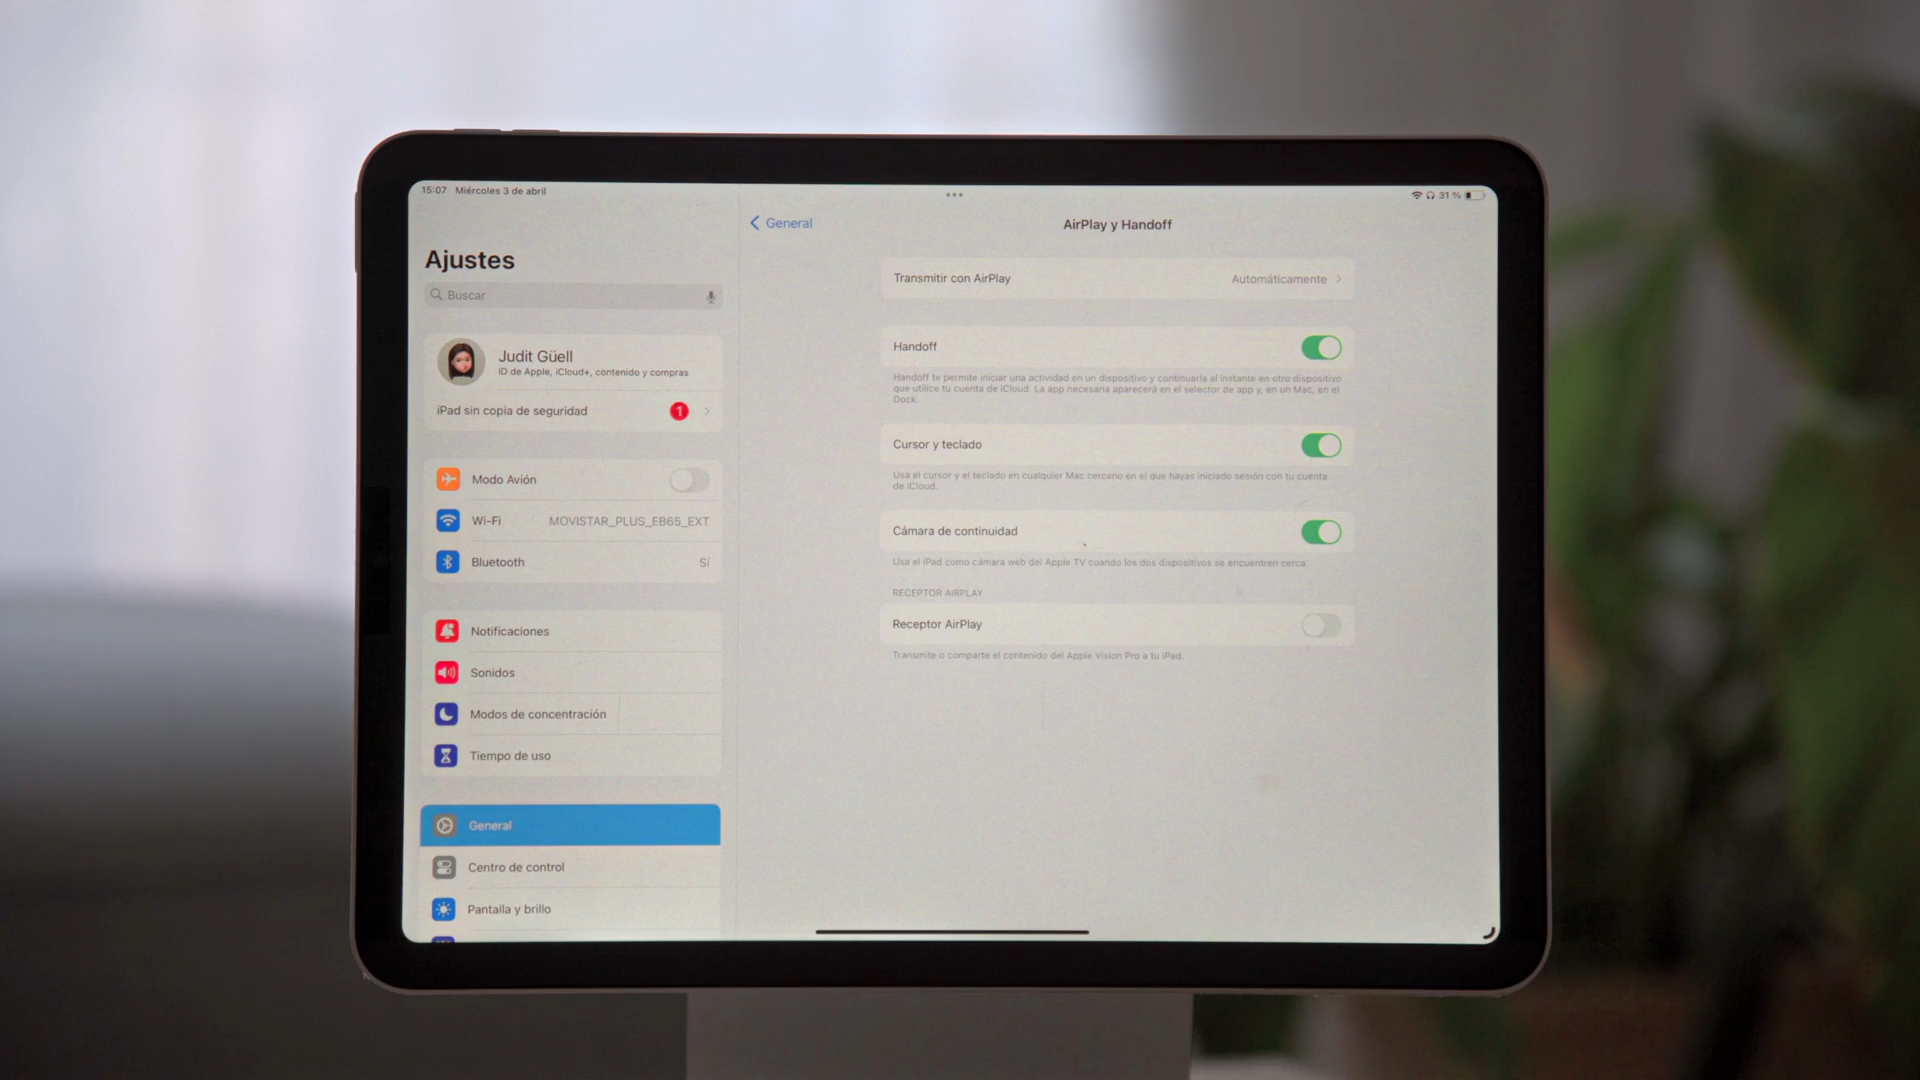 15:07 Miércoles 3 de abril
31 %
Ajustes
Buscar
Judit Güell
ID de Apple, iCloud+, contenido y compras
iPad sin copia de seguridad
1
Modo Avión
Wi-Fi MOVISTAR_PLUS_EB65_EXT
Bluetooth Sí
Notificaciones
Sonidos
Modos de concentración
Tiempo de uso
General
Centro de control
Pantalla y brillo
General
AirPlay y Handoff
Transmitir con AirPlay Automáticamente
Handoff
Handoff te permite iniciar una actividad en un dispositivo y continuarla al instante en otro dispositivo
que utilice tu cuenta de iCloud. La app necesaria aparecerá en el selector de app y, en un Mac, en el
Dock.
Cursor y teclado
Usa el cursor y el teclado en cualquier Mac cercano en el que hayas iniciado sesión con tu cuenta
de iCloud.
Cámara de continuidad
Usa el iPad como cámara web del Apple TV cuando los dos dispositivos se encuentren cerca.
RECEPTOR AIRPLAY
Receptor AirPlay
Transmite o comparte el contenido del Apple Vision Pro a tu iPad.